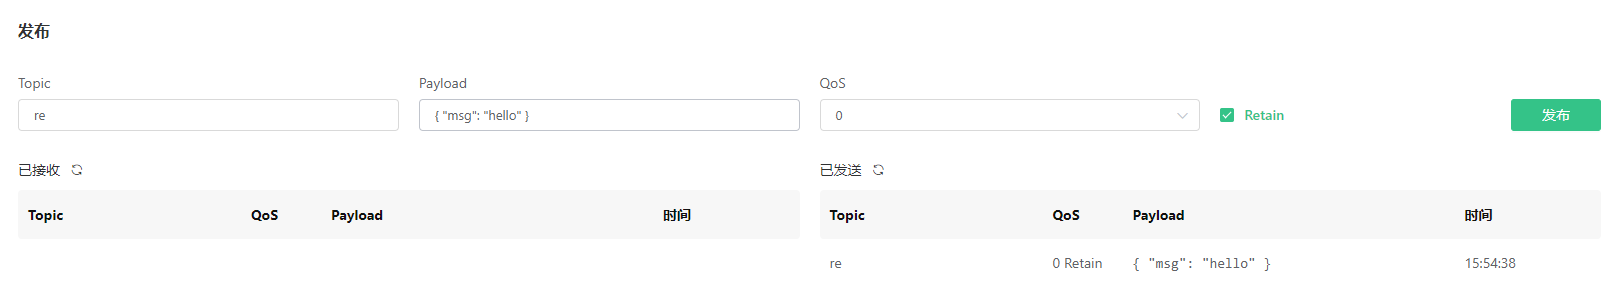 发布
Topic Payload QoS
re { "msg": "hello" } 0 Retain 发布
已接收 已发送
Topic QoS Payload 时间 Topic QoS Payload 时间
re 0 Retain { "msg": "hello" } 15:54:38